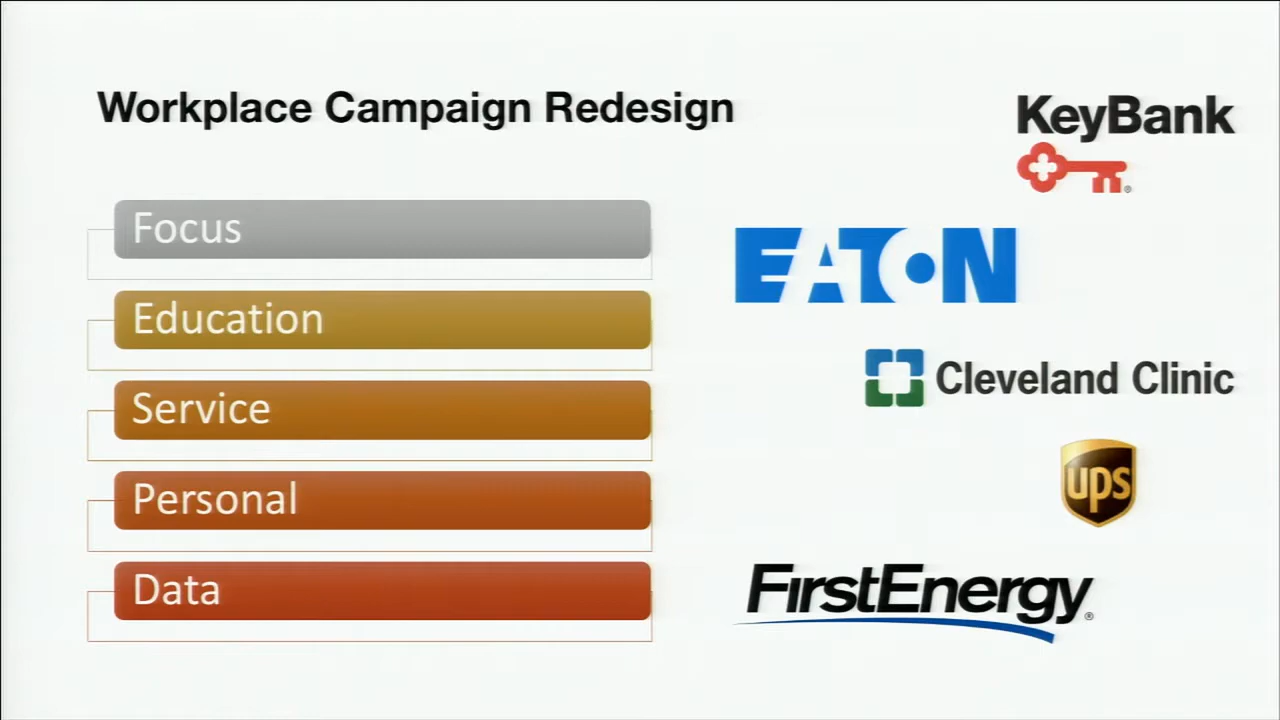 Workplace Campaign Redesign
Focus
Education
Service
Personal
Data
KeyBank
®
EATON
Cleveland Clinic
ups
FirstEnergy®